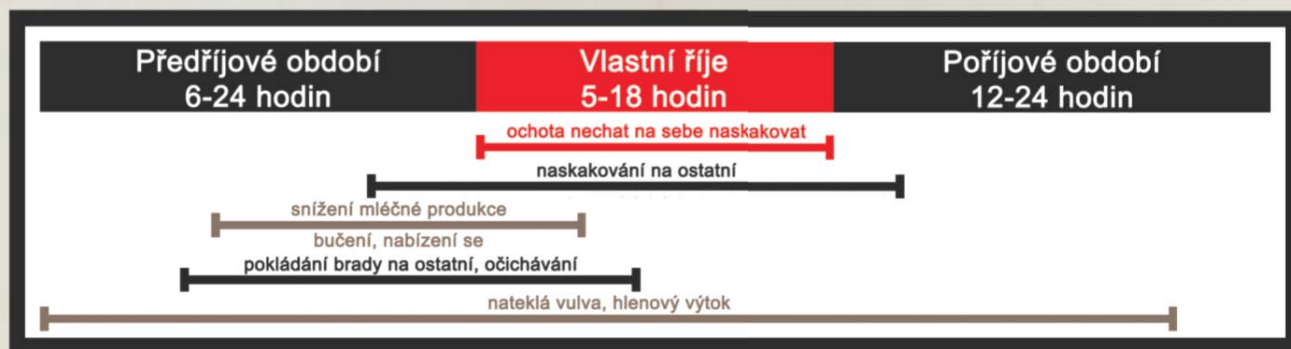 Předříjové období
6-24 hodin
Vlastní říje
5-18 hodin
Poříjové období
12-24 hodin
ochota nechat na sebe naskakovat
naskakování na ostatní
snížení mléčné produkce
bučení, nabízení se
pokládání brady na ostatní, očichávání
nateklá vulva, hlenový výtok